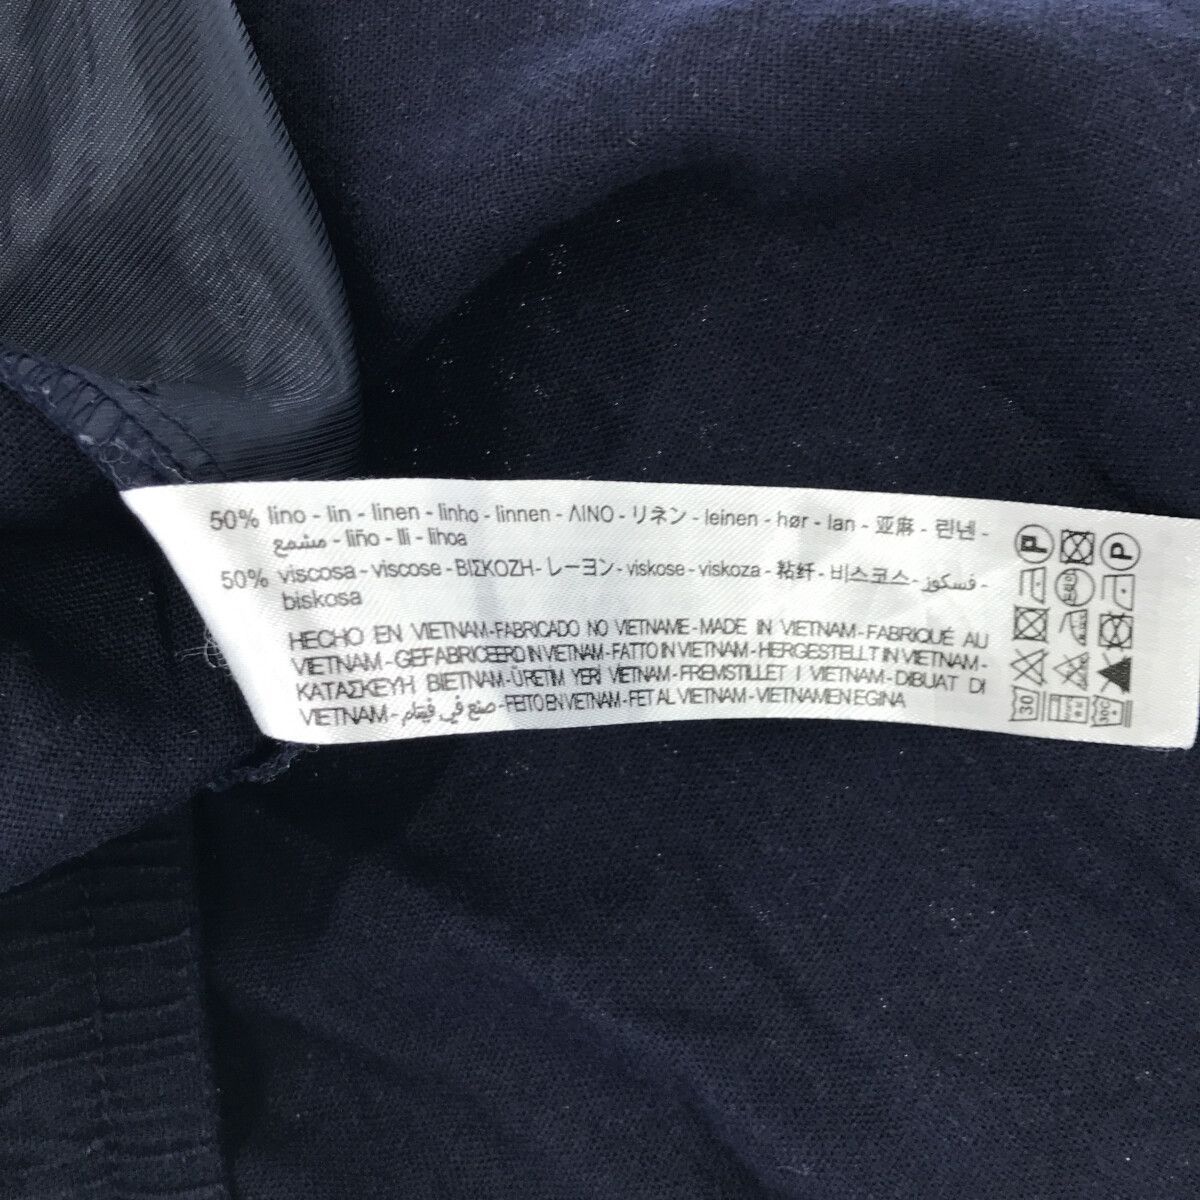 50% lino - lin - linen - linho - linnen - ΛΙΝΟ - リネン - leinen - hør - lan - 亚麻 - 린넨 -
مشمع - liño - lli - lihoa
50% viscosa - viscose - ΒΙΣΚΟΖΗ - レーヨン - viskose - viskoza - 粘纤 - 비스코스 - فسكوز -
biskosa
HECHO EN VIETNAM-FABRICADO NO VIETNAME-MADE IN VIETNAM-FABRIQUÉ AU
VIETNAM-GEFABRICEERD IN VIETNAM-FATTO IN VIETNAM-HERGESTELLT IN VIETNAM-
ΚΑΤΑΣΚΕΥΗ ΒΙΕΤΝΑΜ-ÜRETIM YERİ VIETNAM-FREMSTILLET I VIETNAM-DIBUAT DI
VIETNAM-صنع في فيتنام-FEITO EN VIETNAM-FET AL VIETNAM-VIETNAMEN EGINA
P P
30